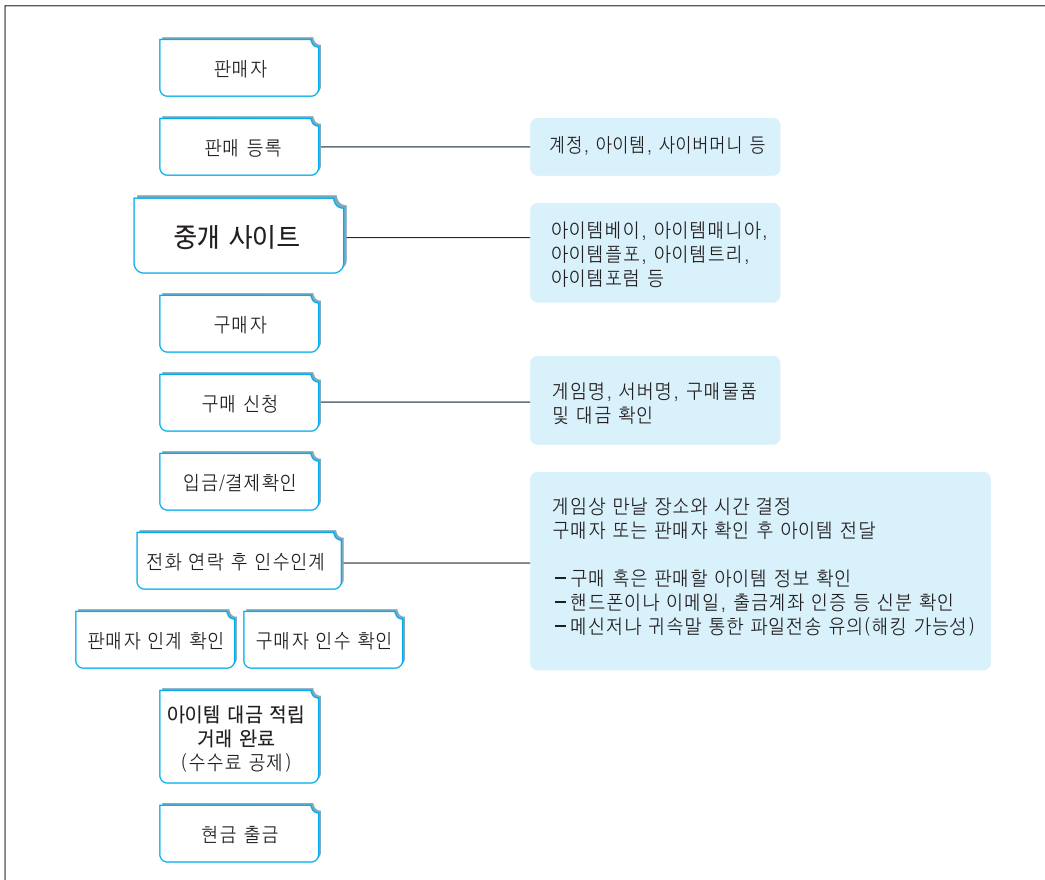 판매자
판매 등록
계정, 아이템, 사이버머니 등
중개 사이트
아이템베이, 아이템매니아,
아이템플포, 아이템트리,
아이템포럼 등
구매자
구매 신청
게임명, 서버명, 구매물품
및 대금 확인
입금/결제확인
전화 연락 후 인수인계
게임상 만날 장소와 시간 결정
구매자 또는 판매자 확인 후 아이템 전달
– 구매 혹은 판매할 아이템 정보 확인
– 핸드폰이나 이메일, 출금계좌 인증 등 신분 확인
– 메신저나 귀속말 통한 파일전송 유의(해킹 가능성)
판매자 인계 확인
구매자 인수 확인
아이템 대금 적립
거래 완료
(수수료 공제)
현금 출금